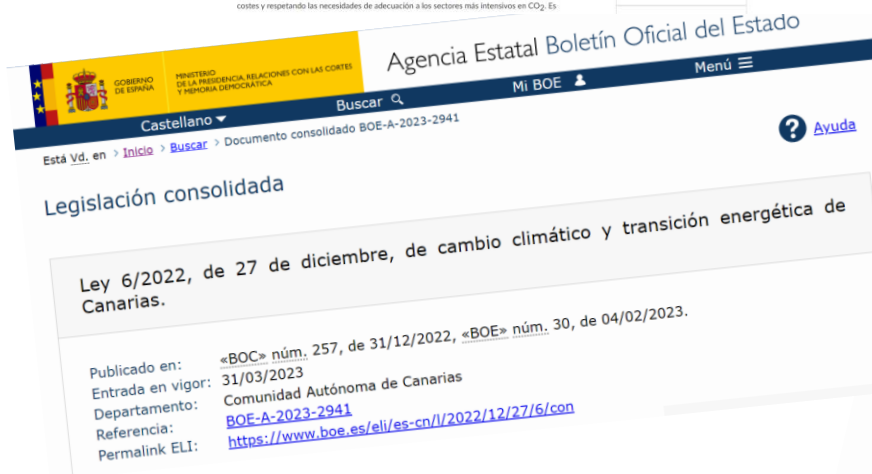 costes y respetando las necesidades de adecuación a los sectores más intensivos en CO2. Es
GOBIERNO
DE ESPAÑA
MINISTERIO
DE LA PRESIDENCIA, RELACIONES CON LAS CORTES
Y MEMORIA DEMOCRÁTICA
Agencia Estatal Boletín Oficial del Estado
Castellano Buscar Mi BOE Menú
Está Vd. en > Inicio > Buscar > Documento consolidado BOE-A-2023-2941
? Ayuda
Legislación consolidada
Ley 6/2022, de 27 de diciembre, de cambio climático y transición energética de
Canarias.
Publicado en: «BOC» núm. 257, de 31/12/2022, «BOE» núm. 30, de 04/02/2023.
Entrada en vigor: 31/03/2023
Departamento: Comunidad Autónoma de Canarias
Referencia: BOE-A-2023-2941
Permalink ELI: https://www.boe.es/eli/es-cn/l/2022/12/27/6/con